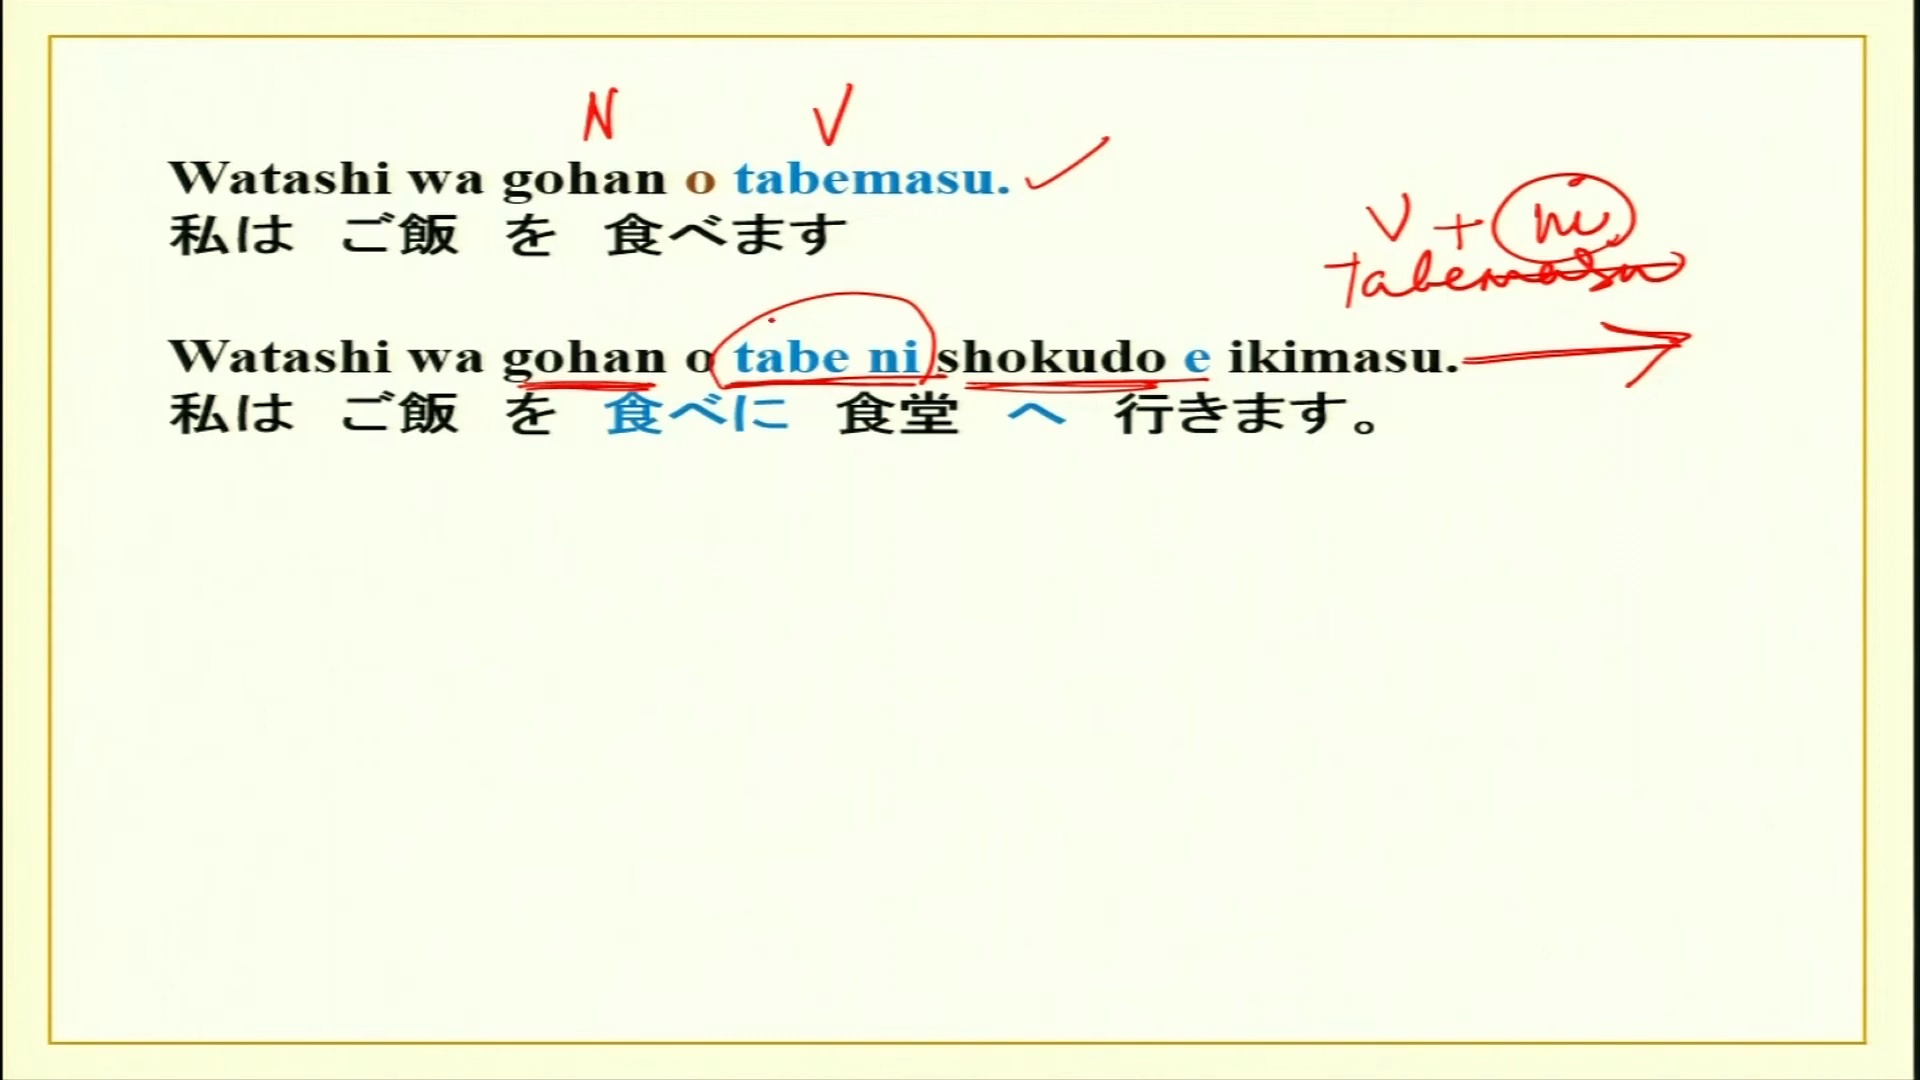 N V
Watashi wa gohan o tabemasu.
私は ご飯 を 食べます
V + ni
tabemasu
Watashi wa gohan o tabe ni shokudo e ikimasu.
私は ご飯 を 食べに 食堂 へ 行きます。